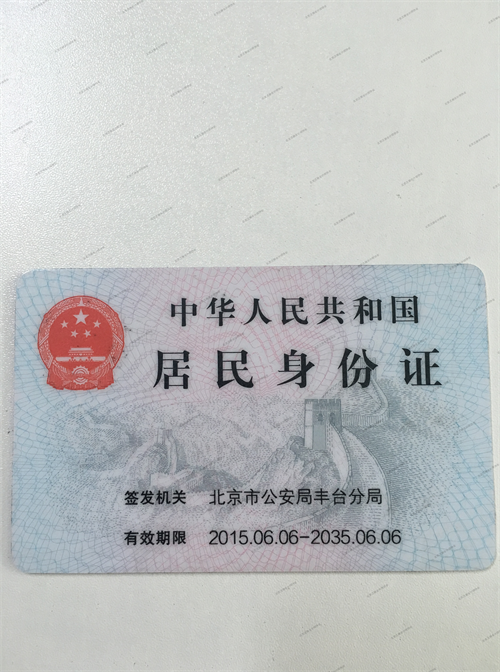 中华人民共和国
居民身份证
签发机关 北京市公安局丰台分局
有效期限 2015.06.06-2035.06.06